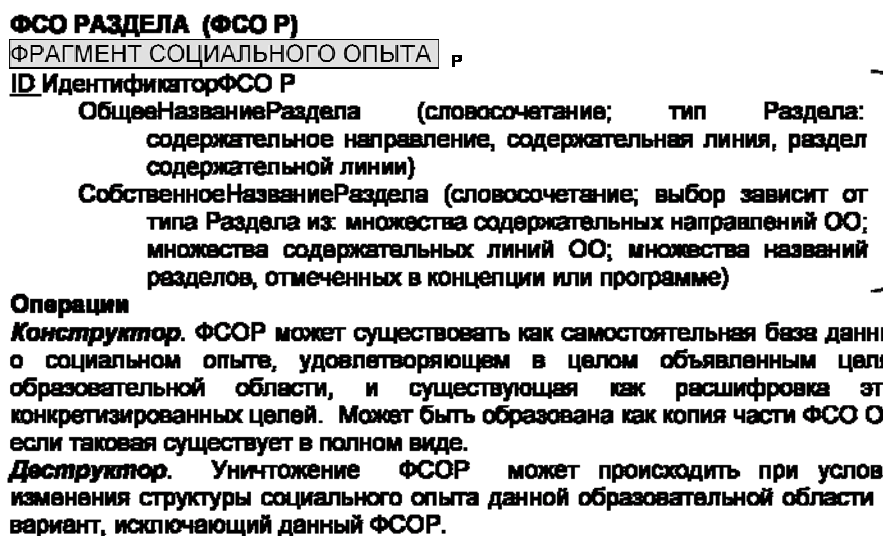 ФСО РАЗДЕЛА (ФСО Р)
ФРАГМЕНТ СОЦИАЛЬНОГО ОПЫТА Р
ID ИдентификаторФСО Р
ОбщееНазваниеРаздела (словосочетание; тип Раздела:
содержательное направление, содержательная линия, раздел
содержательной линии)
СобственноеНазваниеРаздела (словосочетание; выбор зависит от
типа Раздела из: множества содержательных направлений ОО;
множества содержательных линий ОО; множества названий
разделов, отмеченных в концепции или программе)
Операции
Конструктор. ФСОР может существовать как самостоятельная база данн
о социальном опыте, удовлетворяющем в целом объявленным цел
образовательной области, и существующая как расшифровка эт
конкретизированных целей. Может быть образована как копия части ФСО О
если таковая существует в полном виде.
Деструктор. Уничтожение ФСОР может происходить при услов
изменения структуры социального опыта данной образовательной области
вариант, исключающий данный ФСОР.